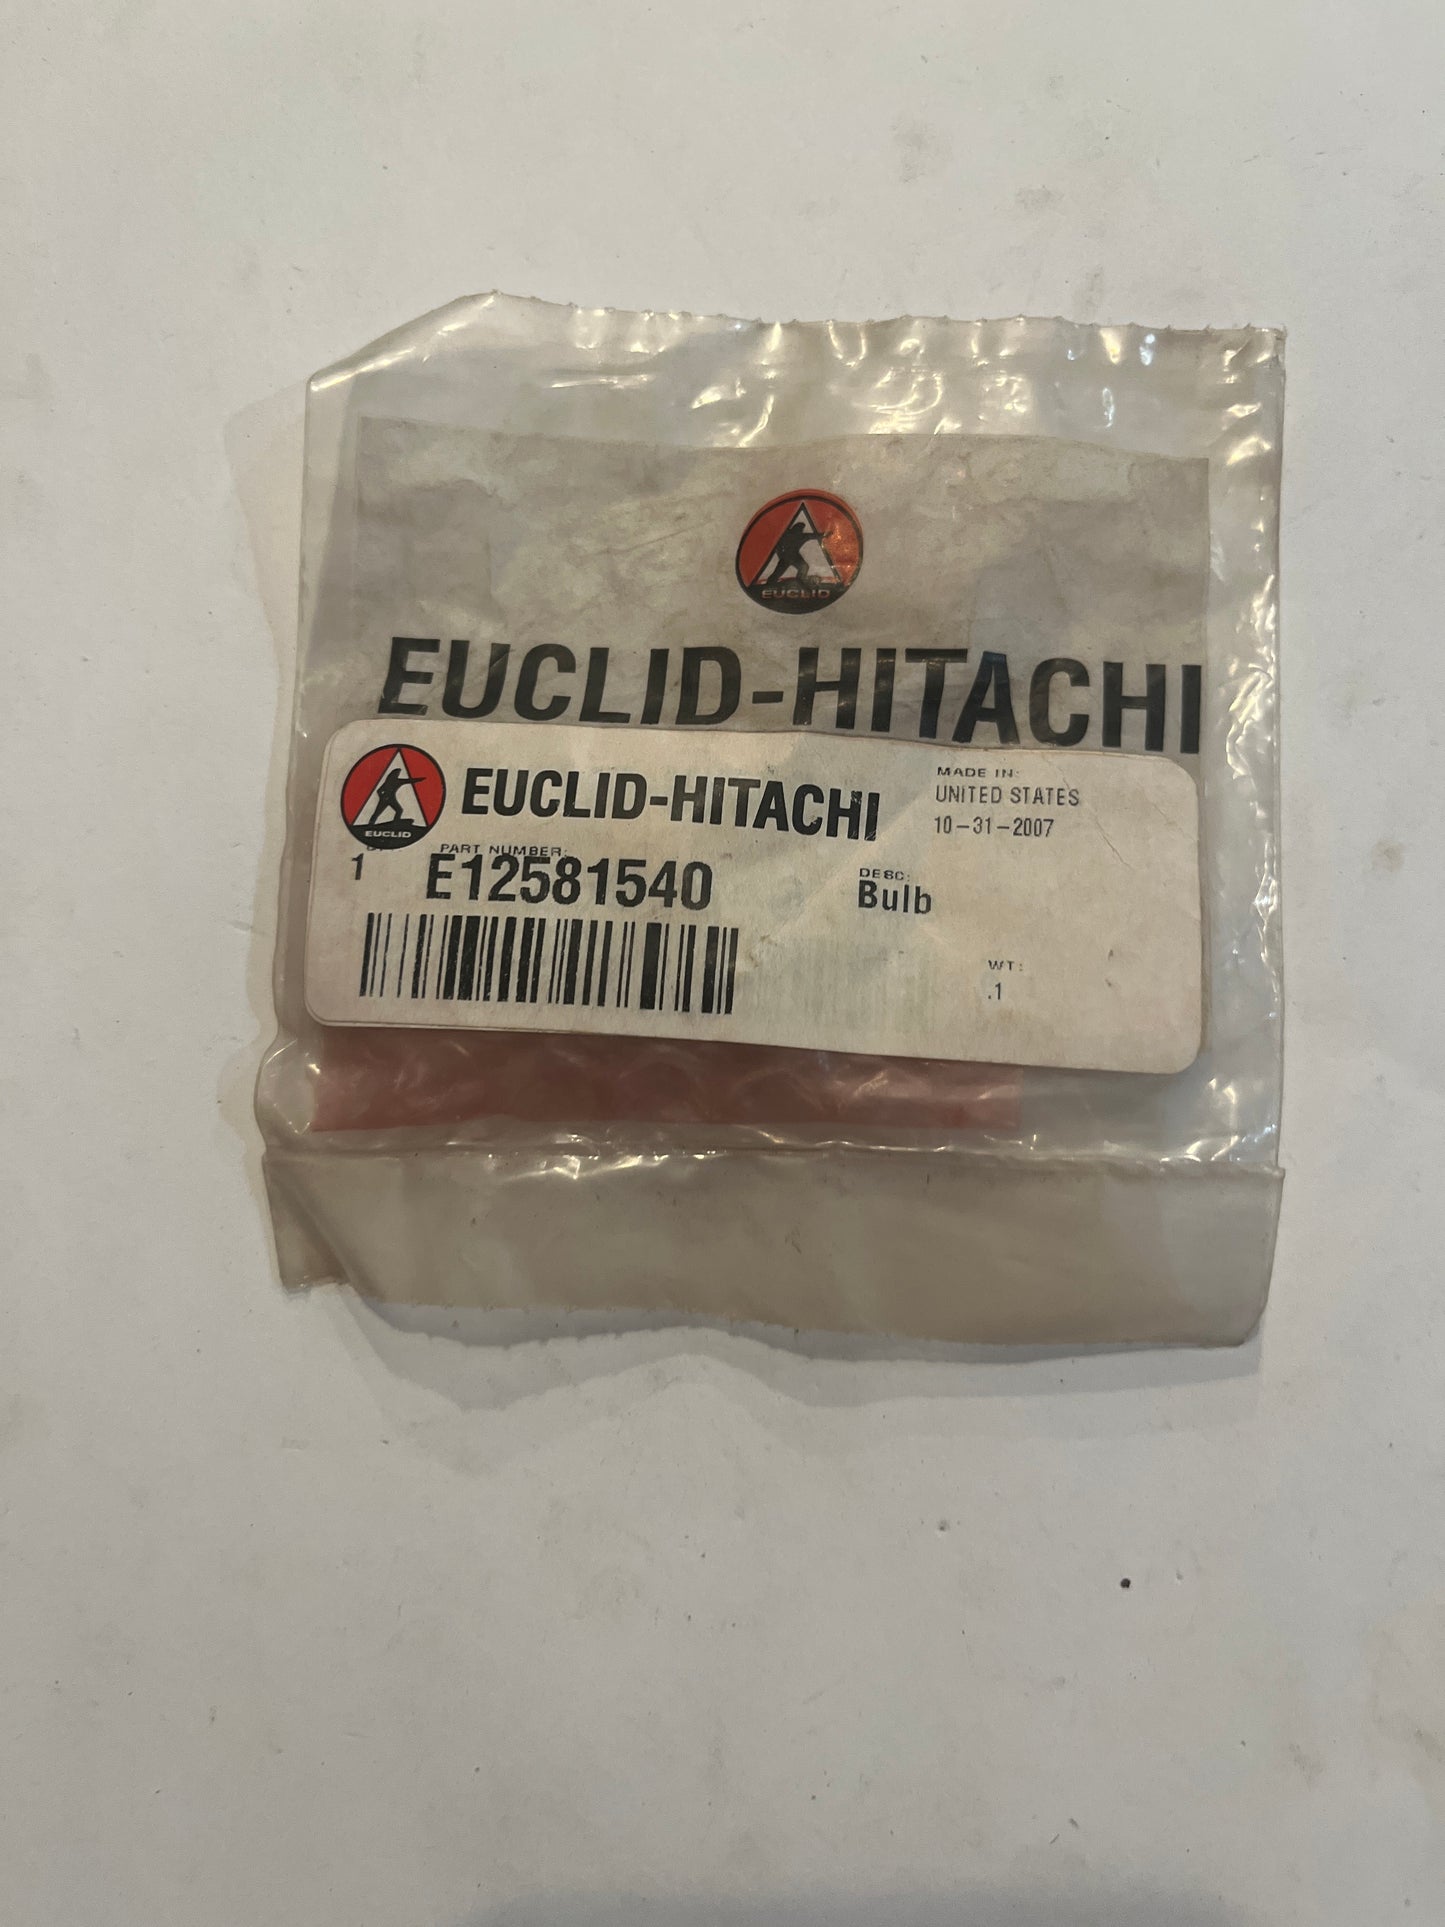 EUCLID
EUCLID-HITACHI
EUCLID
EUCLID-HITACHI
MADE IN:
UNITED STATES
10-31-2007
PART NUMBER:
1 E12581540
DESC:
Bulb
WT:
.1